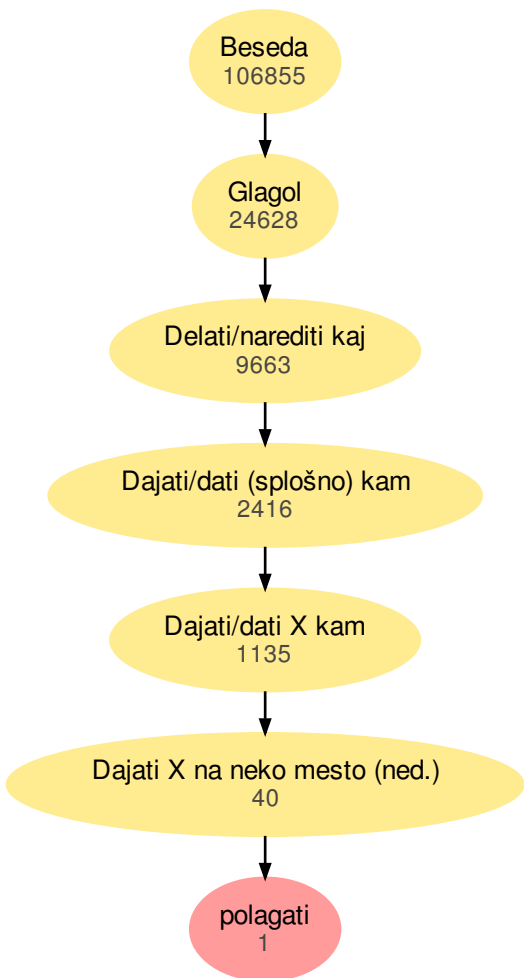 Beseda
106855
Glagol
24628
Delati/narediti kaj
9663
Dajati/dati (splošno) kam
2416
Dajati/dati X kam
1135
Dajati X na neko mesto (ned.)
40
polagati
1